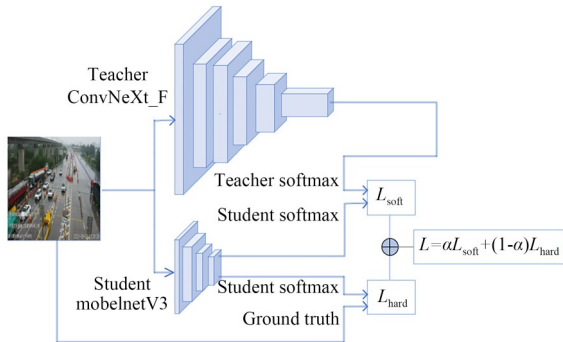 Teacher
ConvNeXt_F
Teacher softmax
L_soft
Student softmax
L=αL_soft+(1-α)L_hard
Student
mobelnetV3
Student softmax
L_hard
Ground truth